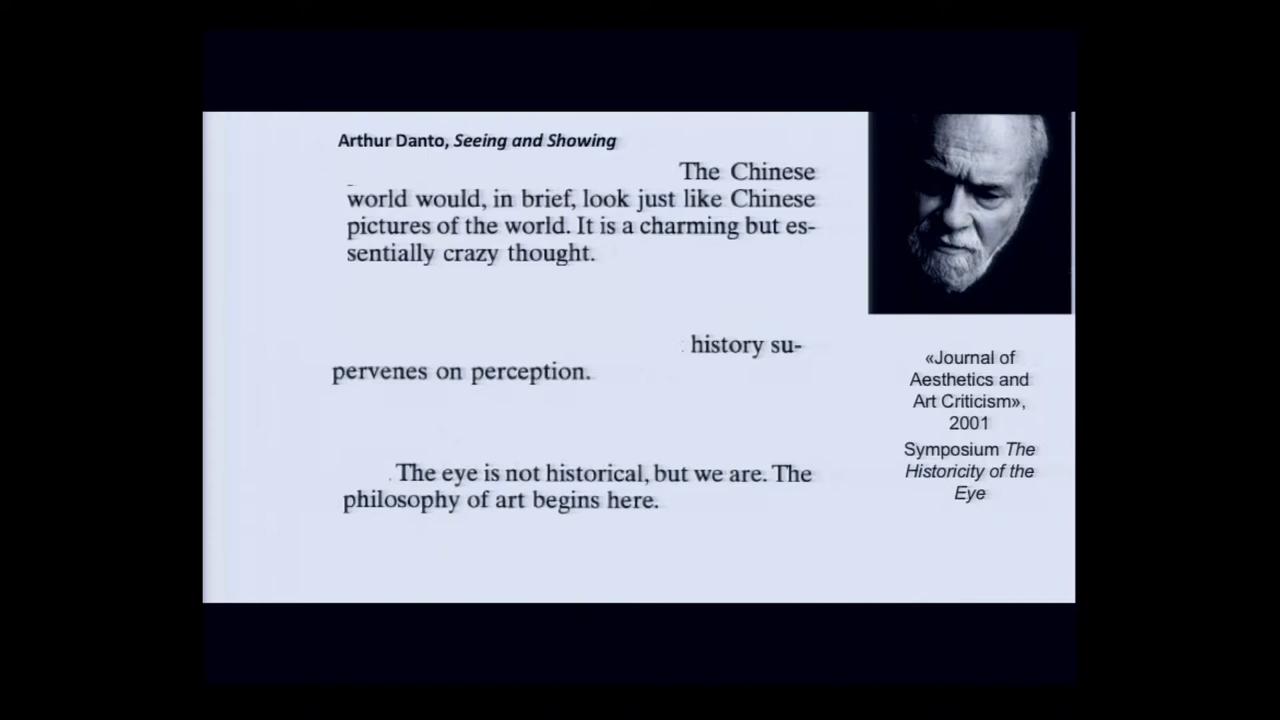 Arthur Danto, Seeing and Showing
The Chinese
world would, in brief, look just like Chinese
pictures of the world. It is a charming but es-
sentially crazy thought.
history su-
pervenes on perception.
The eye is not historical, but we are. The
philosophy of art begins here.
«Journal of
Aesthetics and
Art Criticism»,
2001
Symposium The
Historicity of the
Eye